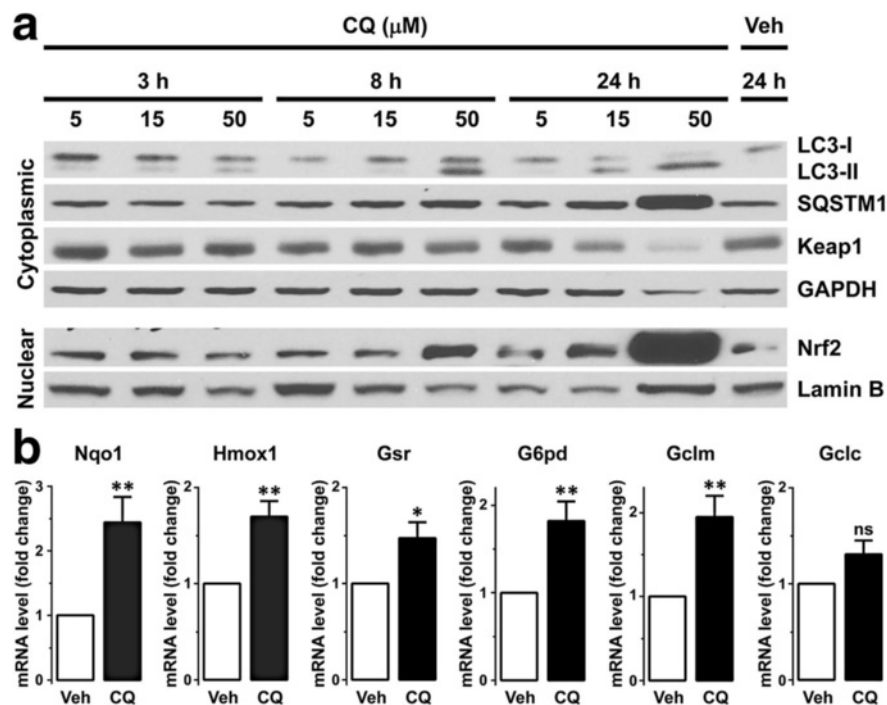 a
CQ (μM) Veh
3 h 8 h 24 h 24 h
5 15 50 5 15 50 5 15 50
Cytoplasmic
LC3-I
LC3-II
SQSTM1
Keap1
GAPDH
Nuclear
Nrf2
Lamin B
b
Nqo1 Hmox1 Gsr G6pd Gclm Gclc
mRNA level (fold change) 3 2 1 0 ** Veh CQ
mRNA level (fold change) 2 1 0 ** Veh CQ
mRNA level (fold change) 2 1 0 * Veh CQ
mRNA level (fold change) 2 1 0 ** Veh CQ
mRNA level (fold change) 2 1 0 ** Veh CQ
mRNA level (fold change) 2 1 0 ns Veh CQ